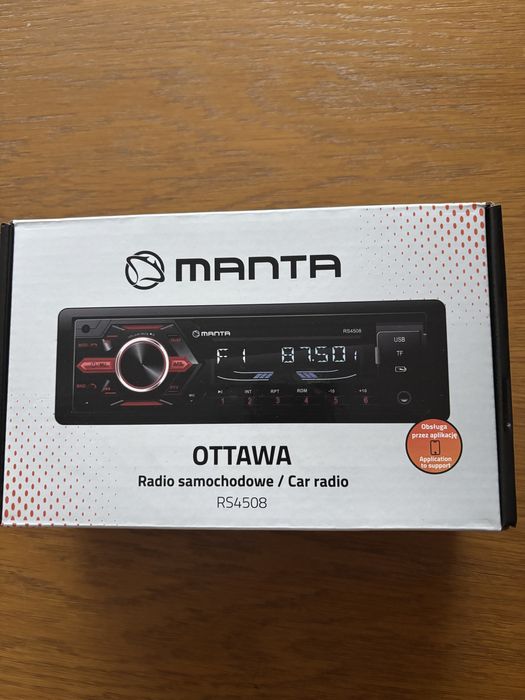 MANTA
MANTA
RS4508
F1 87.50
USB
TF
INT RPT RDM -10 +10
1 2 3 4 5 6
OTTAWA
Radio samochodowe / Car radio
RS4508
Obsługa
przez aplikację
Application
to support